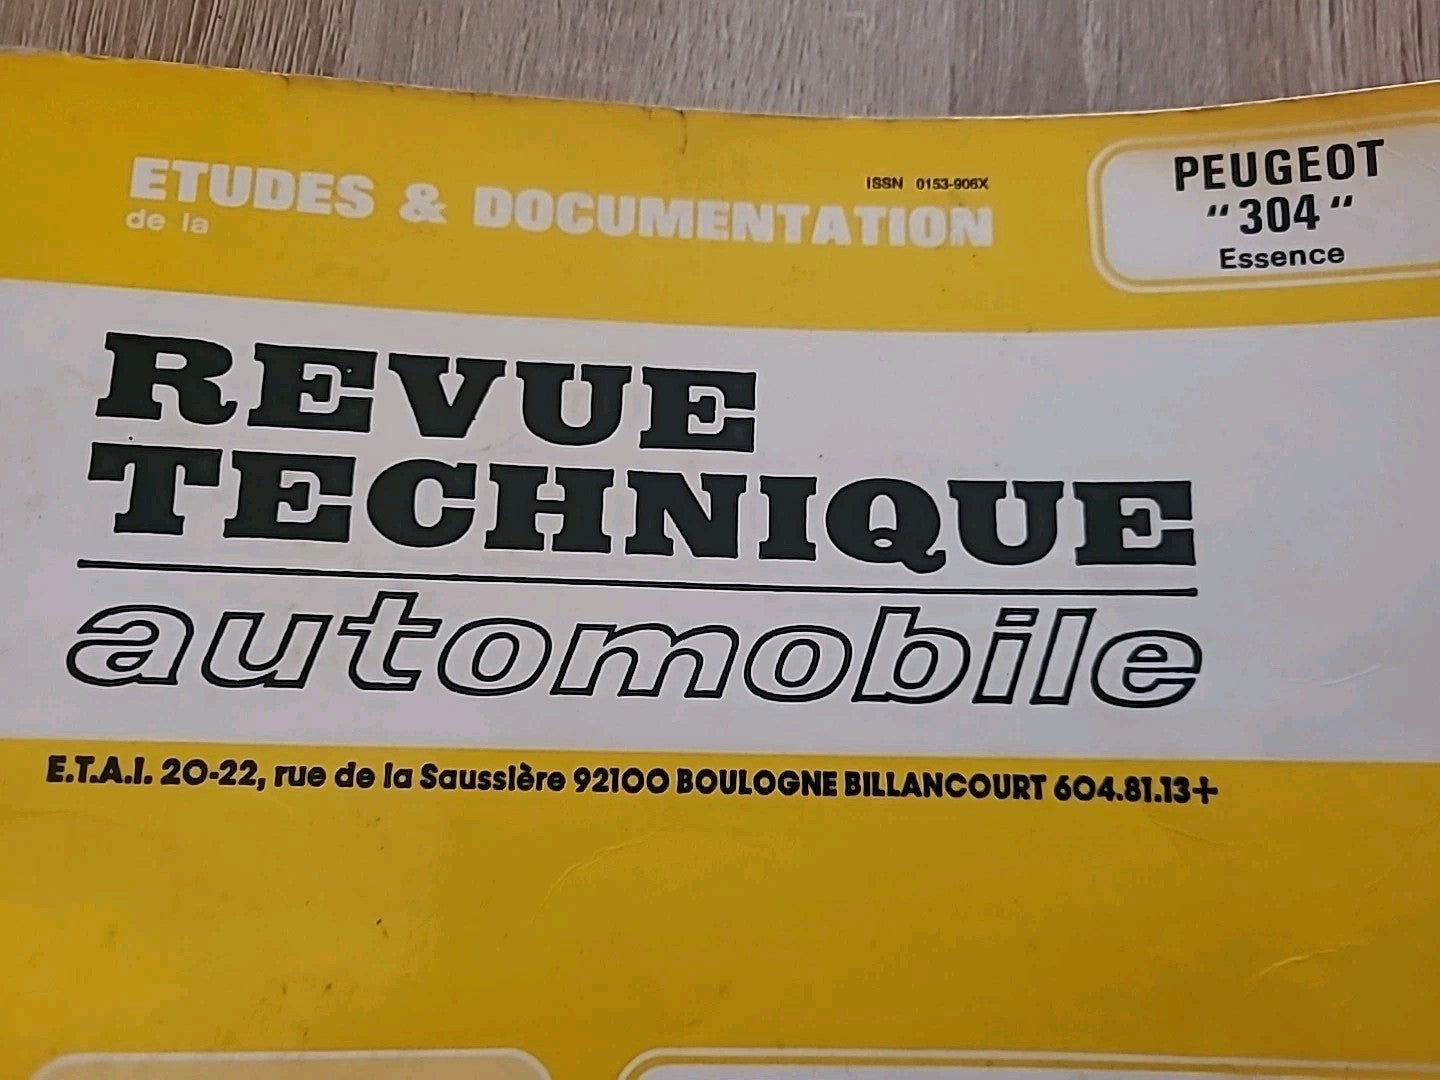 ETUDES & DOCUMENTATION
de la
ISSN 0153-906X
PEUGEOT
"304"
Essence
REVUE
TECHNIQUE
automobile
E.T.A.I. 20-22, rue de la Saussière 92100 BOULOGNE BILLANCOURT 604.81.13+